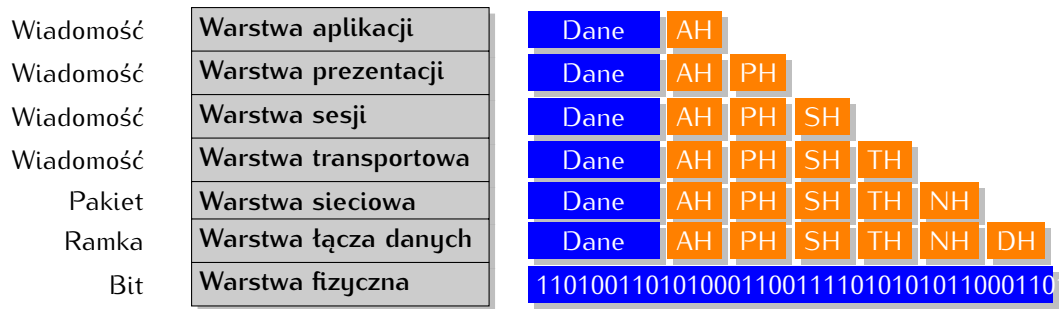 Wiadomość Warstwa aplikacji Dane AH
Wiadomość Warstwa prezentacji Dane AH PH
Wiadomość Warstwa sesji Dane AH PH SH
Wiadomość Warstwa transportowa Dane AH PH SH TH
Pakiet Warstwa sieciowa Dane AH PH SH TH NH
Ramka Warstwa łącza danych Dane AH PH SH TH NH DH
Bit Warstwa fizyczna 11010011010100011001111010101011000110